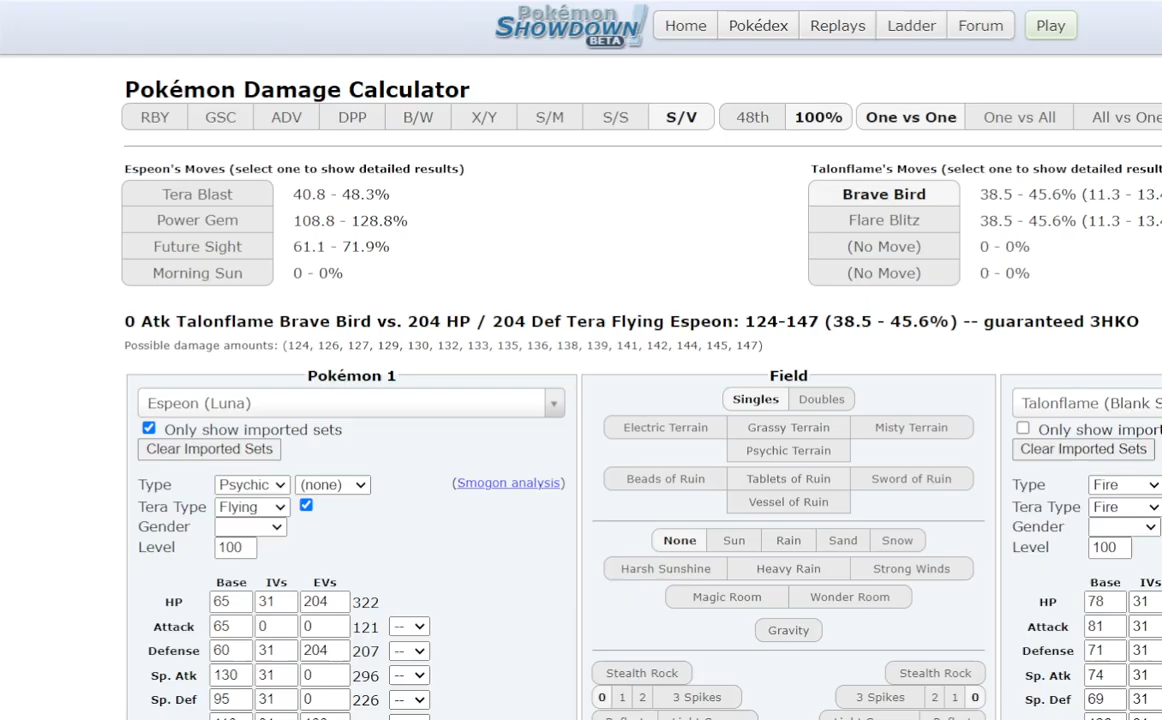 Pokémon
SHOWDOWN!
BETA
Home Pokédex Replays Ladder Forum Play
Pokémon Damage Calculator
RBY GSC ADV DPP B/W X/Y S/M S/S S/V 48th 100% One vs One One vs All All vs One
Espeon's Moves (select one to show detailed results) Talonflame's Moves (select one to show detailed result
Tera Blast 40.8 - 48.3% Brave Bird 38.5 - 45.6% (11.3 - 13.4
Power Gem 108.8 - 128.8% Flare Blitz 38.5 - 45.6% (11.3 - 13.4
Future Sight 61.1 - 71.9% (No Move) 0 - 0%
Morning Sun 0 - 0% (No Move) 0 - 0%
0 Atk Talonflame Brave Bird vs. 204 HP / 204 Def Tera Flying Espeon: 124-147 (38.5 - 45.6%) -- guaranteed 3HKO
Possible damage amounts: (124, 126, 127, 129, 130, 132, 133, 135, 136, 138, 139, 141, 142, 144, 145, 147)
Pokémon 1 Field
Espeon (Luna) Singles Doubles Talonflame (Blank S
Only show imported sets Electric Terrain Grassy Terrain Misty Terrain Only show import
Clear Imported Sets Psychic Terrain Clear Imported Sets
Type Psychic (none) (Smogon analysis) Beads of Ruin Tablets of Ruin Sword of Ruin Type Fire
Tera Type Flying Vessel of Ruin Tera Type Fire
Gender Gender
Level 100 None Sun Rain Sand Snow Level 100
Harsh Sunshine Heavy Rain Strong Winds
Base IVs EVs Base IVs
HP 65 31 204 322 Magic Room Wonder Room HP 78 31
Attack 65 0 0 121 -- Gravity Attack 81 31
Defense 60 31 204 207 -- Defense 71 31
Sp. Atk 130 31 0 296 -- Stealth Rock Stealth Rock Sp. Atk 74 31
Sp. Def 95 31 0 226 -- 0 1 2 3 Spikes 3 Spikes 2 1 0 Sp. Def 69 31